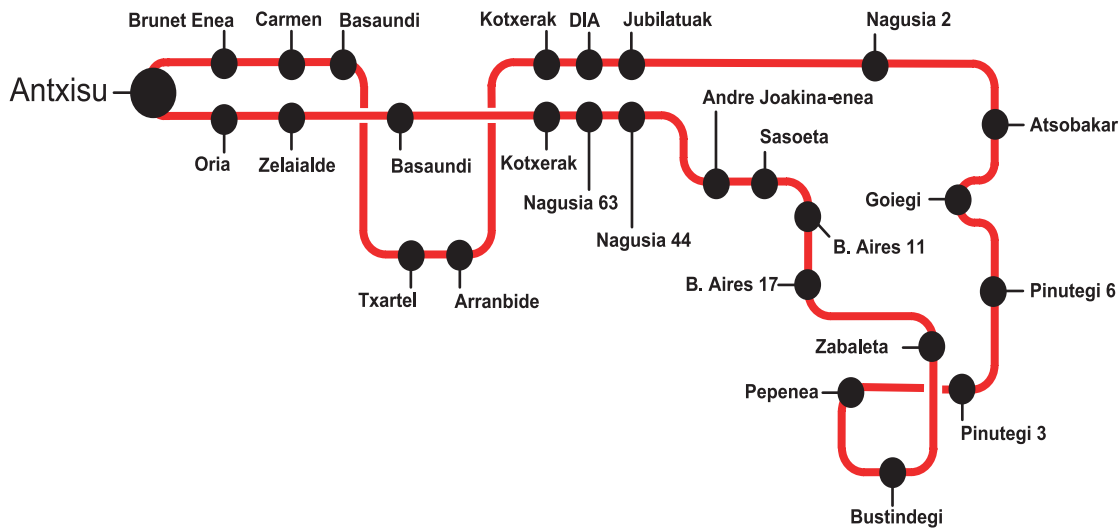 Brunet Enea
Carmen
Basaundi
Kotxerak
DIA
Jubilatuak
Nagusia 2
Antxisu
Andre Joakina-enea
Atsobakar
Sasoeta
Oria
Zelaialde
Basaundi
Kotxerak
Nagusia 63
Goiegi
Nagusia 44
B. Aires 11
B. Aires 17
Txartel
Arranbide
Pinutegi 6
Zabaleta
Pepenea
Pinutegi 3
Bustindegi